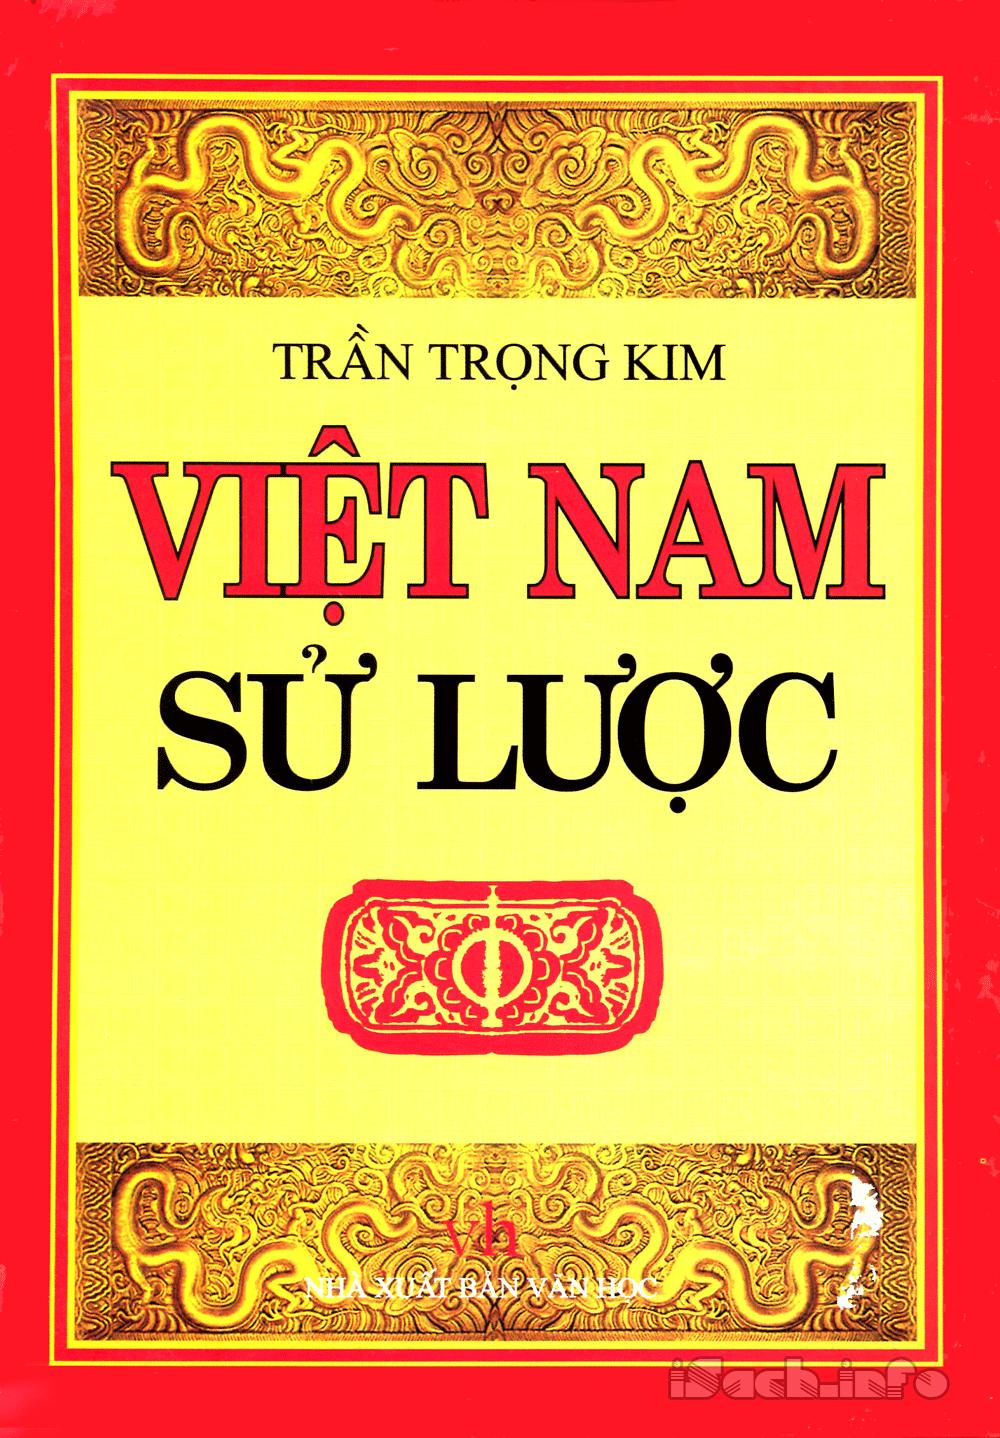 TRẦN TRỌNG KIM
VIỆT NAM
SỬ LƯỢC
vh
NHÀ XUẤT BẢN VĂN HỌC
iSach.info